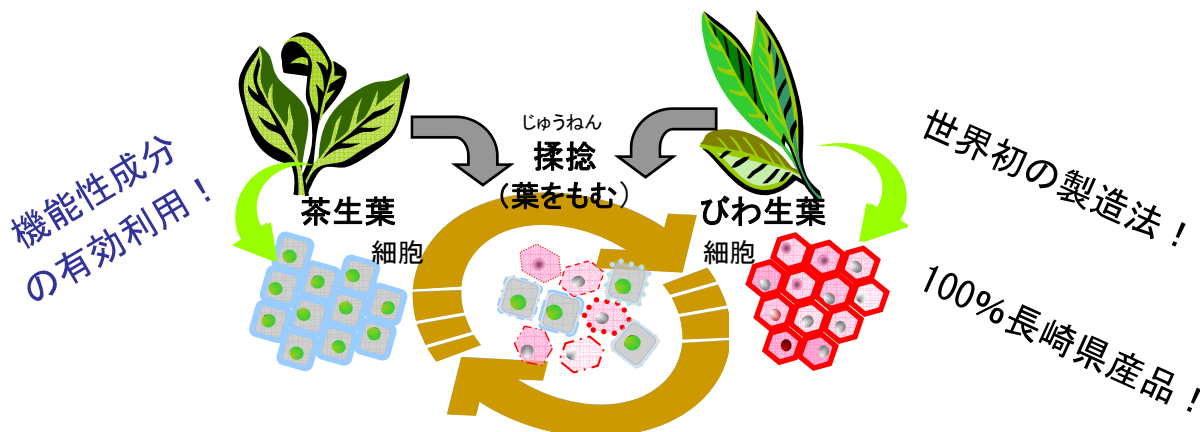 機能性成分
の有効利用！
茶生葉
細胞
じゅうねん
揉捻
（葉をもむ）
びわ生葉
細胞
世界初の製造法！
100%長崎県産品！